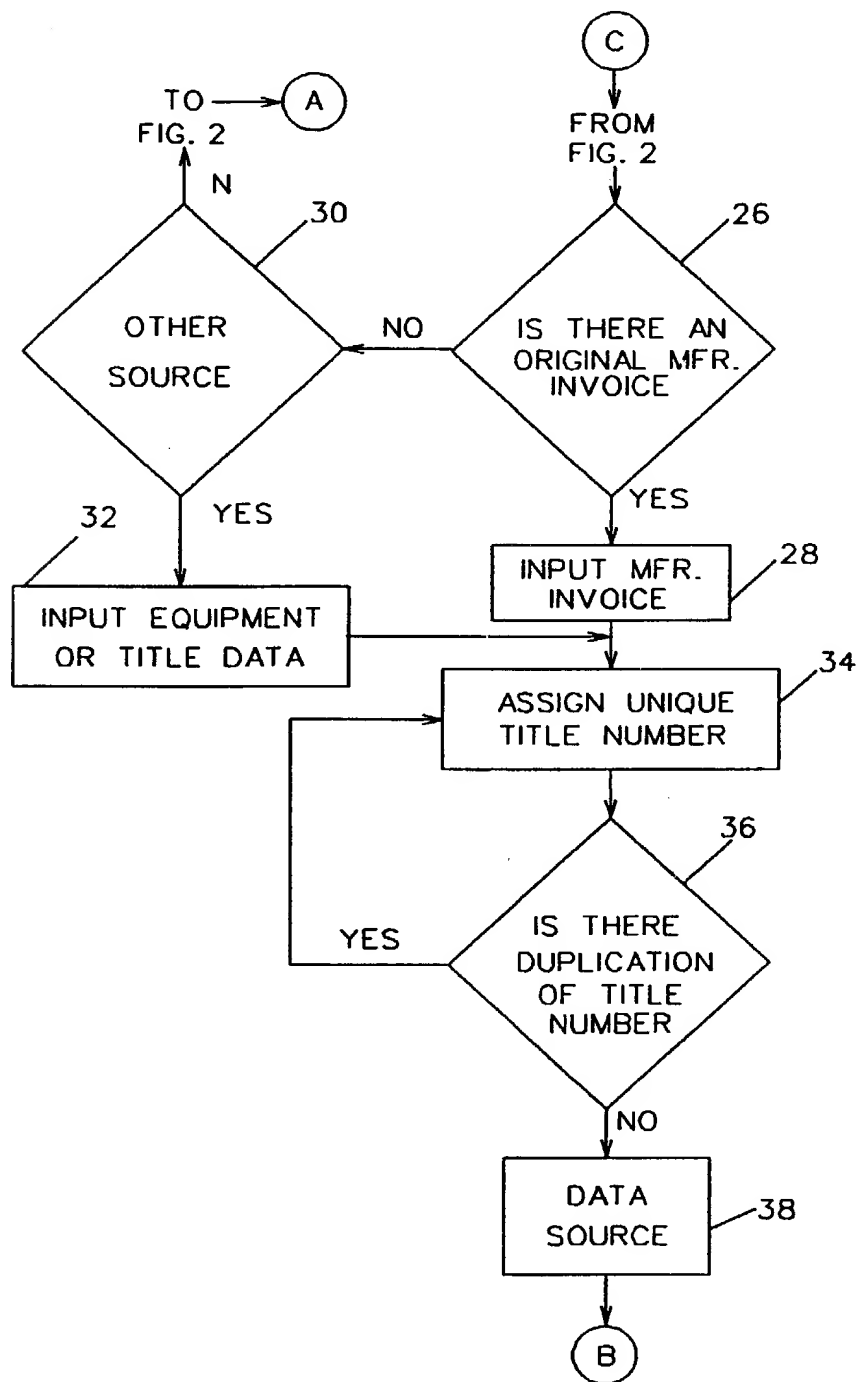 C
TO
A
FIG. 2
FROM
FIG. 2
N
30
26
OTHER
SOURCE
NO
IS THERE AN
ORIGINAL MFR.
INVOICE
YES
YES
32
INPUT MFR.
INVOICE
28
INPUT EQUIPMENT
OR TITLE DATA
34
ASSIGN UNIQUE
TITLE NUMBER
36
YES
IS THERE
DUPLICATION
OF TITLE
NUMBER
NO
DATA
SOURCE
38
B